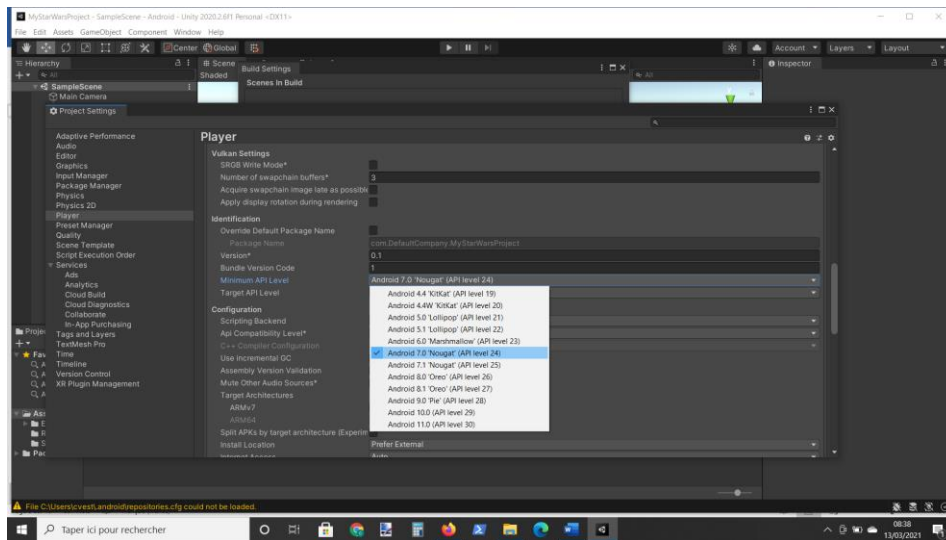 MyStarWarsProject - SampleScene - Android - Unity 2020.2.6f1 Personal <DX11>
File Edit Assets GameObject Component Window Help
Center Global Account Layers Layout
Hierarchy Scene Build Settings Inspector
All Shaded Scenes In Build All
SampleScene
Main Camera
Project Settings
Adaptive Performance
Audio
Editor
Graphics
Input Manager
Package Manager
Physics
Physics 2D
Player
Preset Manager
Quality
Scene Template
Script Execution Order
Services
Ads
Analytics
Cloud Build
Cloud Diagnostics
Collaborate
In-App Purchasing
Tags and Layers
TextMesh Pro
Time
Timeline
Version Control
XR Plugin Management
Player
Vulkan Settings
SRGB Write Mode*
Number of swapchain buffers* 3
Acquire swapchain image late as possible
Apply display rotation during rendering
Identification
Override Default Package Name
Package Name com.DefaultCompany.MyStarWarsProject
Version* 0.1
Bundle Version Code 1
Minimum API Level Android 7.0 'Nougat' (API level 24)
Target API Level
Configuration
Scripting Backend
Api Compatibility Level*
C++ Compiler Configuration
Use incremental GC
Assembly Version Validation
Mute Other Audio Sources*
Target Architectures
ARMv7
ARM64
Split APKs by target architecture (Experim
Install Location Prefer External
Internet Access Auto
Android 4.4 'KitKat' (API level 19)
Android 4.4W 'KitKat' (API level 20)
Android 5.0 'Lollipop' (API level 21)
Android 5.1 'Lollipop' (API level 22)
Android 6.0 'Marshmallow' (API level 23)
Android 7.0 'Nougat' (API level 24)
Android 7.1 'Nougat' (API level 25)
Android 8.0 'Oreo' (API level 26)
Android 8.1 'Oreo' (API level 27)
Android 9.0 'Pie' (API level 28)
Android 10.0 (API level 29)
Android 11.0 (API level 30)
Projec
Fav
Ass
Pac
File C:\Users\cvest\.android\repositories.cfg could not be loaded.
Taper ici pour rechercher
08:38
13/03/2021